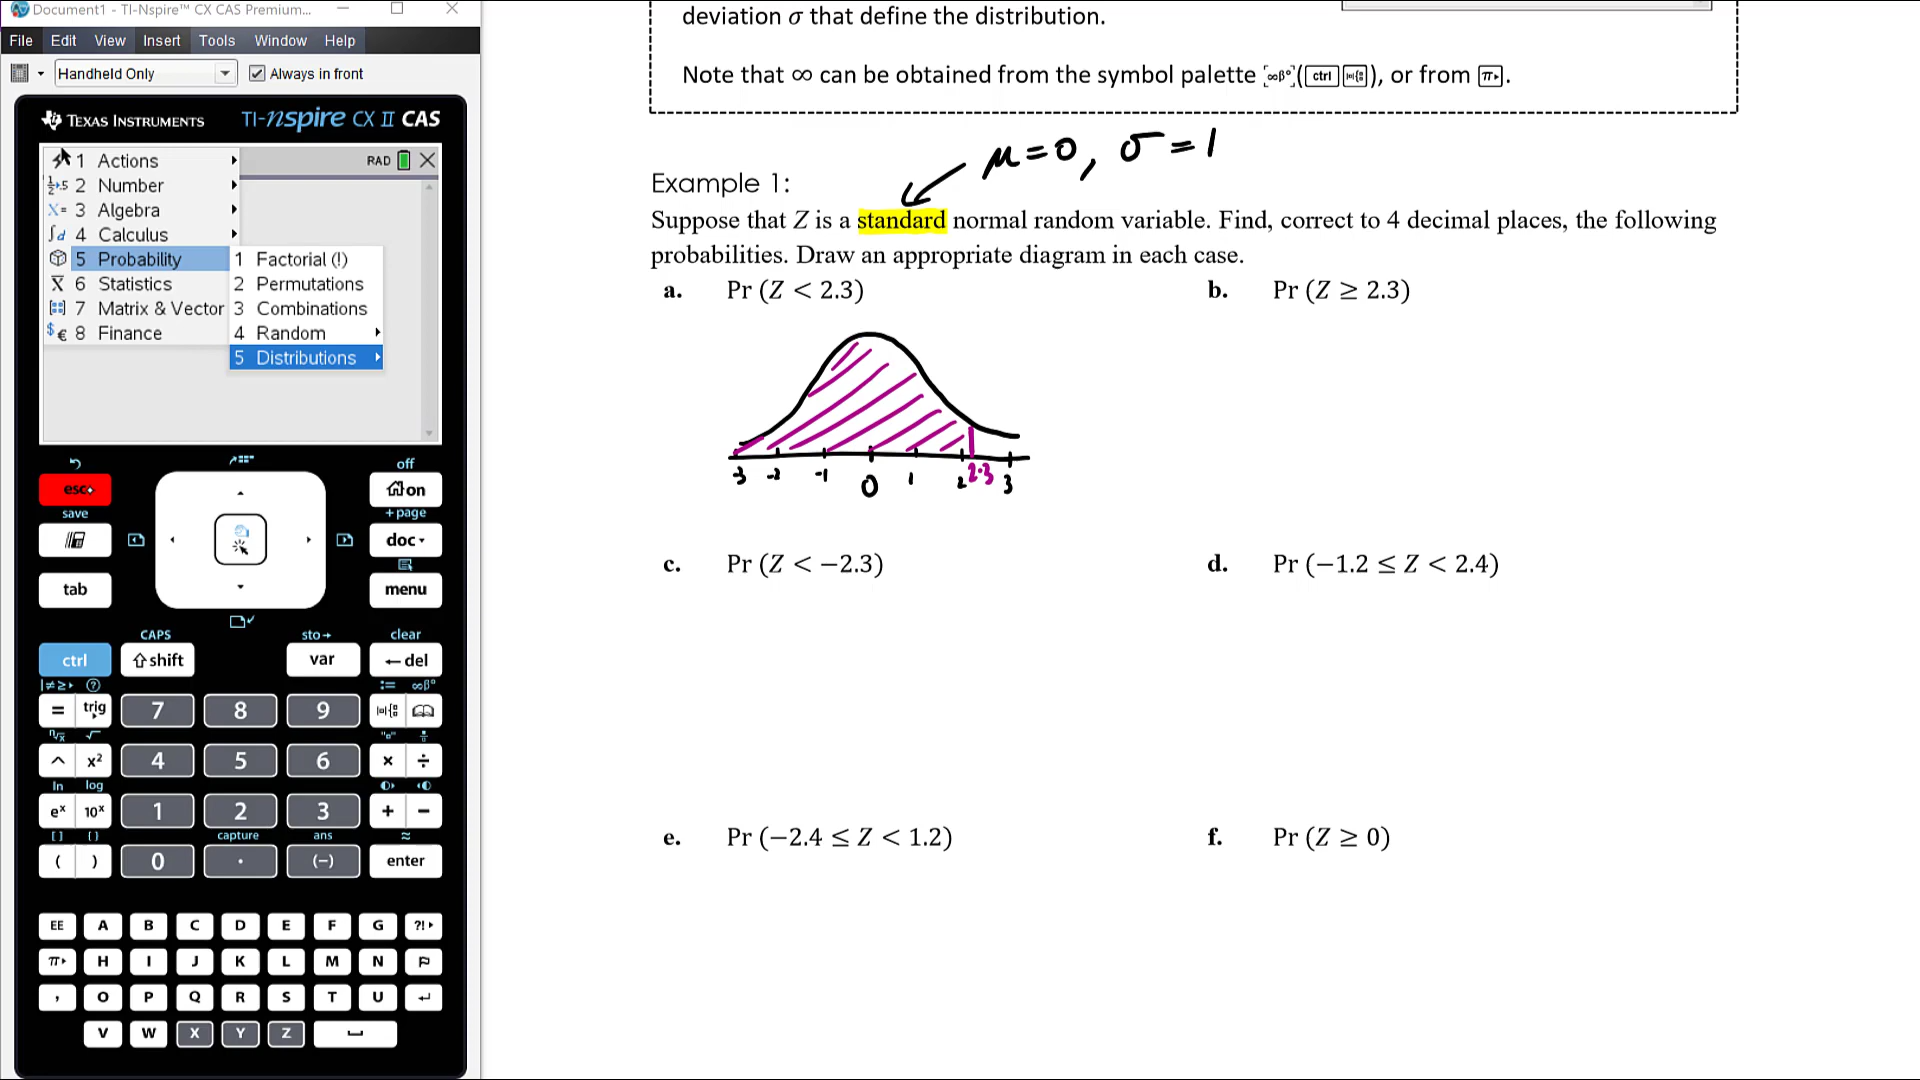 Document1 - TI-Nspire™ CX CAS Premium...
File Edit View Insert Tools Window Help
Handheld Only Always in front
TEXAS INSTRUMENTS TI-nspire CX II CAS
RAD
1 Actions
2 Number
3 Algebra
4 Calculus
5 Probability
6 Statistics
7 Matrix & Vector
8 Finance
1 Factorial (!)
2 Permutations
3 Combinations
4 Random
5 Distributions
off
esc on
save + page
doc
tab menu
CAPS sto→ clear
ctrl shift var ←del
|≠≥▸ ? := ∞β°
= trig 7 8 9
^ x² 4 5 6 × ÷
ln log
eˣ 10ˣ 1 2 3 + −
[ ] { } capture ans ≈
( ) 0 . (−) enter
EE A B C D E F G ?!▸
π▸ H I J K L M N
, O P Q R S T U ↵
V W X Y Z
deviation σ that define the distribution.
Note that ∞ can be obtained from the symbol palette ∞β° (ctrl), or from π▸.
μ=0, σ=1
Example 1:
Suppose that Z is a standard normal random variable. Find, correct to 4 decimal places, the following
probabilities. Draw an appropriate diagram in each case.
a. Pr (Z < 2.3) b. Pr (Z ≥ 2.3)
-3 -2 -1 0 1 2 2.3 3
c. Pr (Z < −2.3) d. Pr (−1.2 ≤ Z < 2.4)
e. Pr (−2.4 ≤ Z < 1.2) f. Pr (Z ≥ 0)